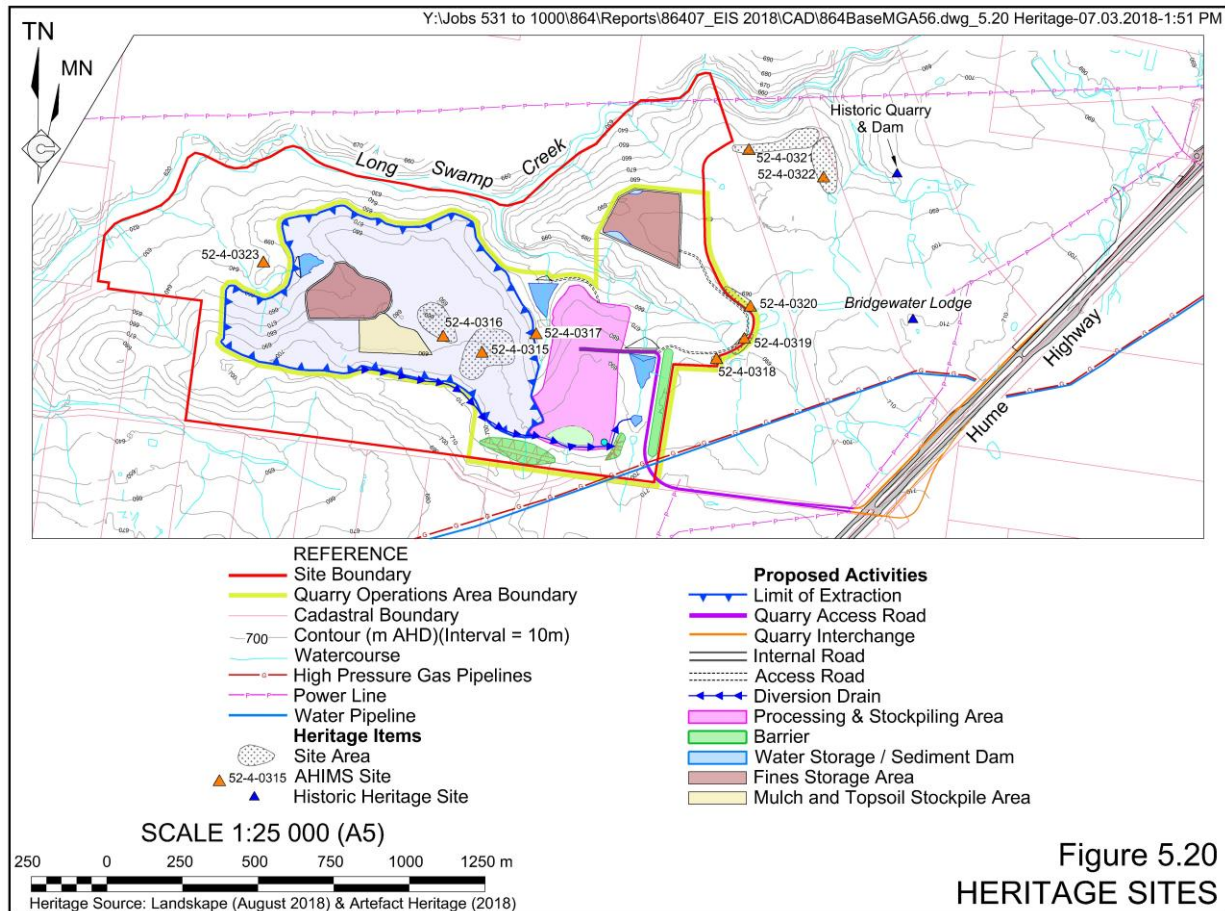 Y:\Jobs 531 to 1000\864\Reports\86407_EIS 2018\CAD\864BaseMGA56.dwg_5.20 Heritage-07.03.2018-1:51 PM
TN
MN
Long Swamp Creek
Historic Quarry
& Dam
52-4-0321
52-4-0322
52-4-0323
52-4-0320
Bridgewater Lodge
52-4-0316
52-4-0317
52-4-0319
52-4-0315
52-4-0318
Hume Highway
REFERENCE
Site Boundary
Quarry Operations Area Boundary
Cadastral Boundary
700 Contour (m AHD)(Interval = 10m)
Watercourse
G High Pressure Gas Pipelines
P P Power Line
Water Pipeline
Heritage Items
Site Area
52-4-0315 AHIMS Site
Historic Heritage Site
Proposed Activities
Limit of Extraction
Quarry Access Road
Quarry Interchange
Internal Road
Access Road
Diversion Drain
Processing & Stockpiling Area
Barrier
Water Storage / Sediment Dam
Fines Storage Area
Mulch and Topsoil Stockpile Area
SCALE 1:25 000 (A5)
250 0 250 500 750 1000 1250 m
Heritage Source: Landscape (August 2018) & Artefact Heritage (2018)
Figure 5.20
HERITAGE SITES